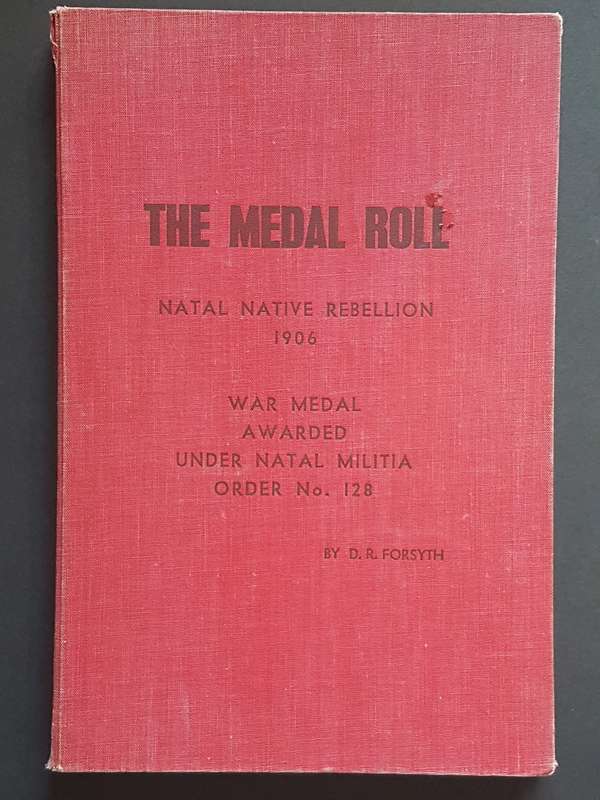 THE MEDAL ROLL
NATAL NATIVE REBELLION
1906
WAR MEDAL
AWARDED
UNDER NATAL MILITIA
ORDER No. 128
BY D. R. FORSYTH